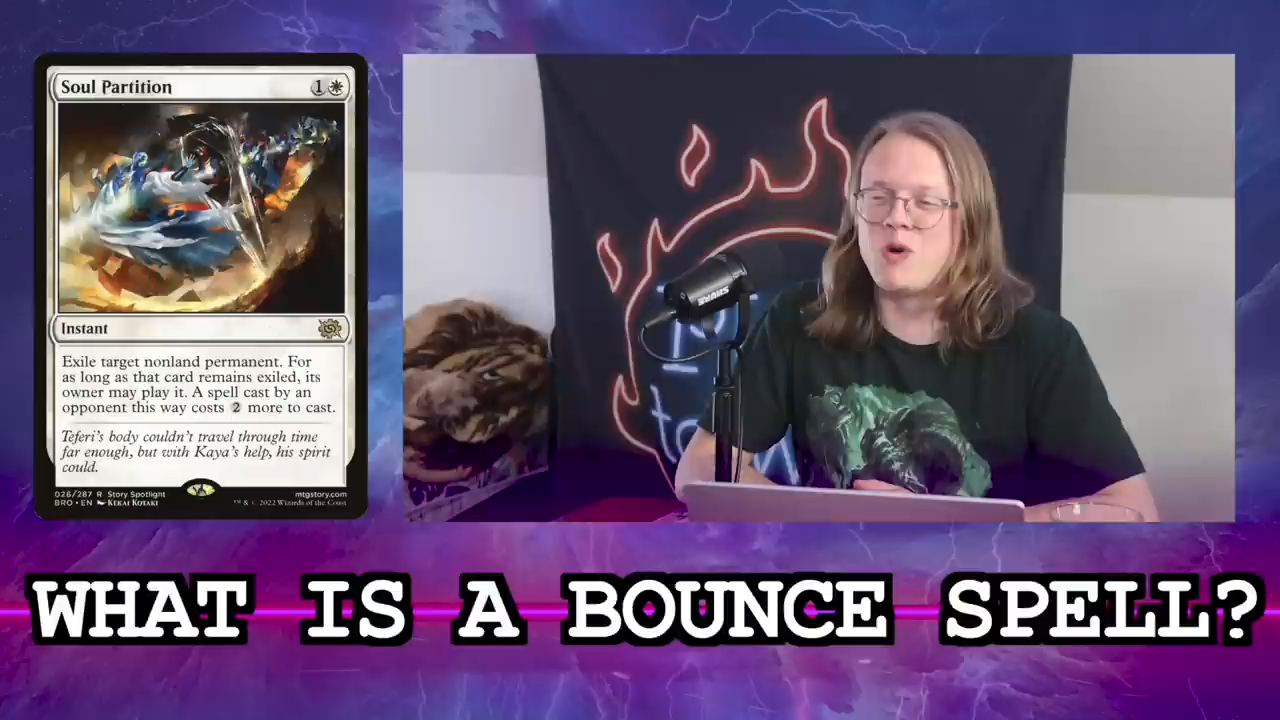 Soul Partition
1
Instant
Exile target nonland permanent. For
as long as that card remains exiled, its
owner may play it. A spell cast by an
opponent this way costs 2 more to cast.
Teferi's body couldn't travel through time
far enough, but with Kaya's help, his spirit
could.
026/287 R Story Spotlight
mtgstory.com
BRO • EN KEKAI KOTAKI
™ & © 2022 Wizards of the Coast
SHURE
to
WHAT IS A BOUNCE SPELL?